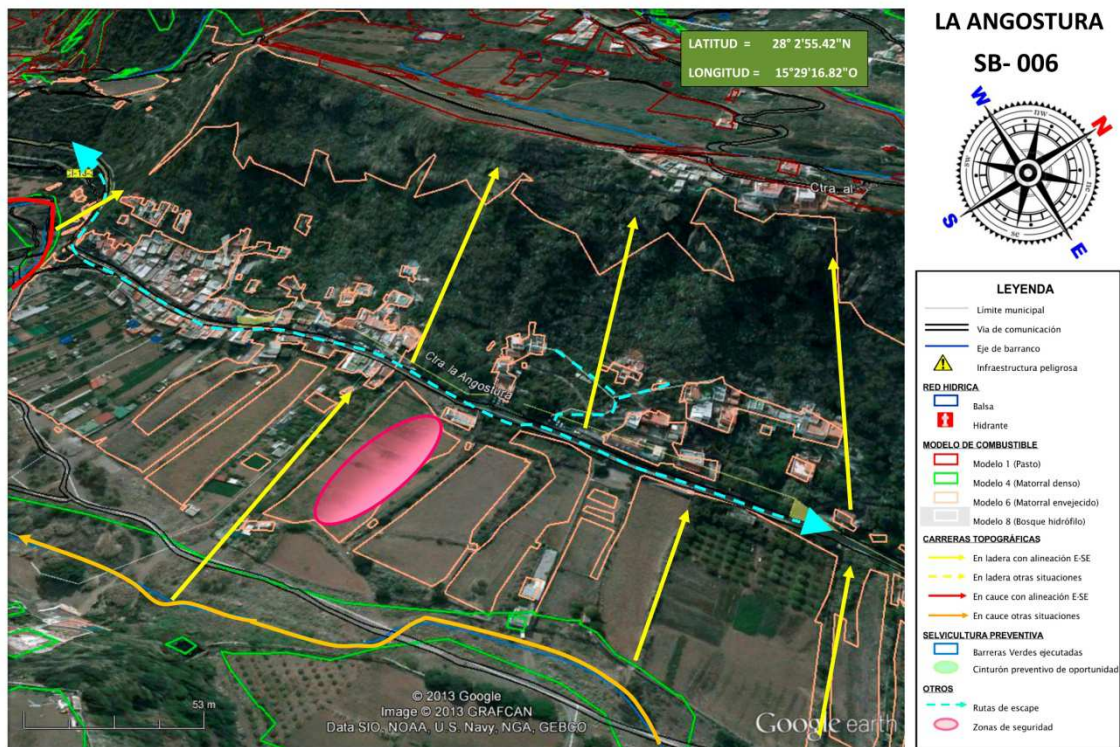 LA ANGOSTURA
SB- 006
LATITUD = 28° 2'55.42"N
LONGITUD = 15°29'16.82"O
W
N
S
E
nw
sw
ne
se
Ctra. al
Ctra. la Angostura
53 m
© 2013 Google
Image © 2013 GRAFCAN
Data SIO, NOAA, U.S. Navy, NGA, GEBCO
Google earth
LEYENDA
Límite municipal
Via de comunicación
Eje de barranco
Infraestructura peligrosa
RED HIDRICA
Balsa
Hidrante
MODELO DE COMBUSTIBLE
Modelo 1 (Pasto)
Modelo 4 (Matorral denso)
Modelo 6 (Matorral envejecido)
Modelo 8 (Bosque hidrófilo)
CARRERAS TOPOGRÁFICAS
En ladera con alineación E-SE
En ladera otras situaciones
En cauce con alineación E-SE
En cauce otras situaciones
SELVICULTURA PREVENTIVA
Barreras Verdes ejecutadas
Cinturón preventivo de oportunidad
OTROS
Rutas de escape
Zonas de seguridad